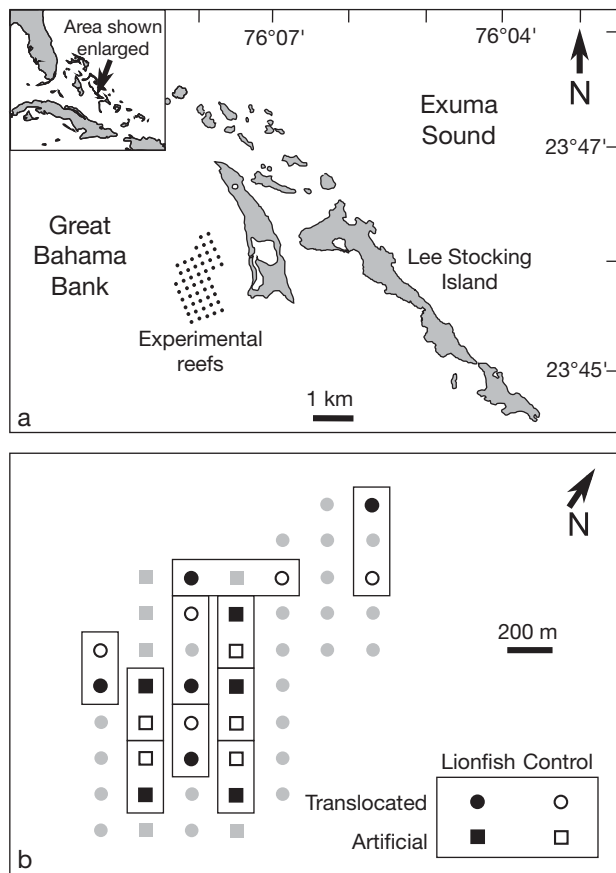 Area shown
enlarged
76°07'
76°04'
N
Exuma
Sound
23°47'
Great
Bahama
Bank
Lee Stocking
Island
Experimental
reefs
23°45'
1 km
a
N
200 m
Lionfish Control
Translocated
Artificial
b